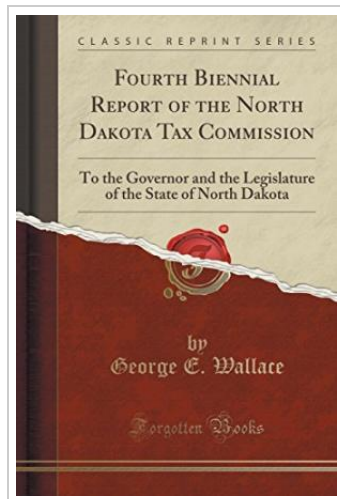 CLASSIC REPRINT SERIES
FOURTH BIENNIAL
REPORT OF THE NORTH
DAKOTA TAX COMMISSION
To the Governor and the Legislature
of the State of North Dakota
by
George E. Wallace
Forgotten Books